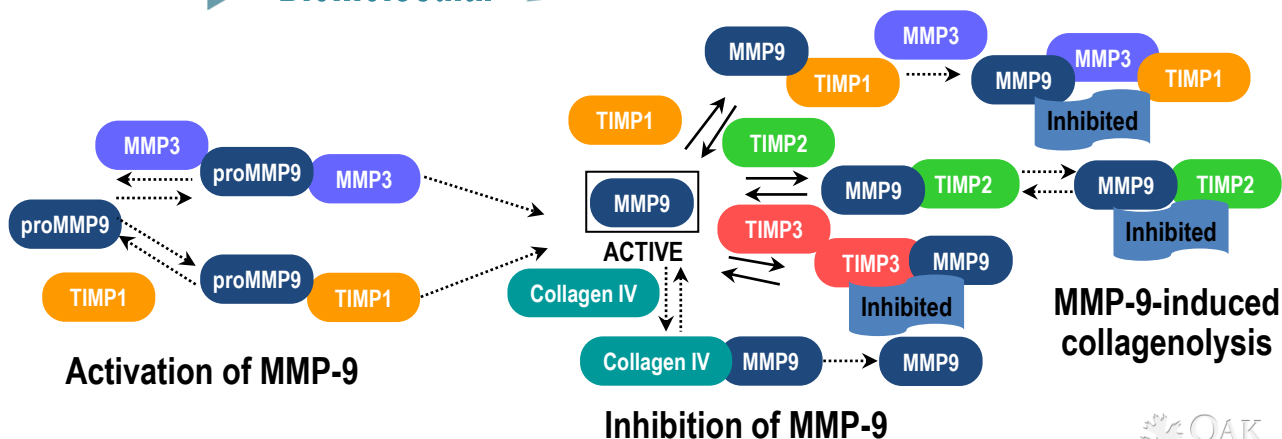 Biomolecular
MMP3
proMMP9
MMP3
proMMP9
proMMP9
TIMP1
TIMP1
Activation of MMP-9
MMP9
TIMP1
MMP3
MMP9
MMP3
TIMP1
Inhibited
TIMP1
TIMP2
MMP9
TIMP2
MMP9
TIMP2
Inhibited
MMP9
ACTIVE
TIMP3
TIMP3
MMP9
Inhibited
Collagen IV
Collagen IV
MMP9
MMP9
Inhibition of MMP-9
MMP-9-induced
collagenolysis
OAK